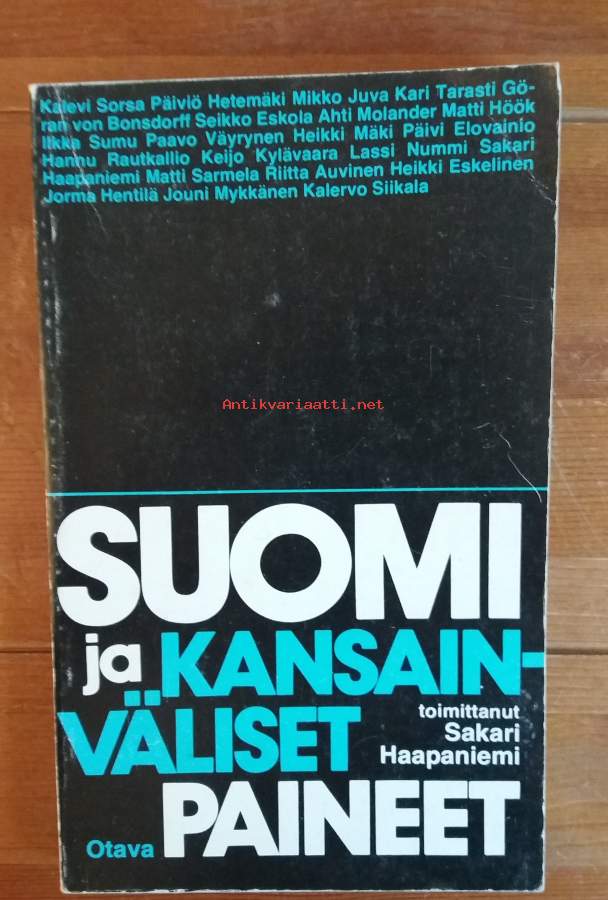 Kalevi Sorsa Päiviö Hetemäki Mikko Juva Kari Tarasti Gö-
ran von Bonsdorff Seikko Eskola Ahti Molander Matti Höök
Ilkka Sumu Paavo Väyrynen Heikki Mäki Päivi Elovainio
Hannu Rautkallio Keijo Kylävaara Lassi Nummi Sakari
Haapaniemi Matti Sarmela Riitta Auvinen Heikki Eskelinen
Jorma Hentilä Jouni Mykkänen Kalervo Siikala
Antikvariaatti.net
SUOMI
ja KANSAIN-
VÄLISET
toimittanut
Sakari
Haapaniemi
Otava PAINEET